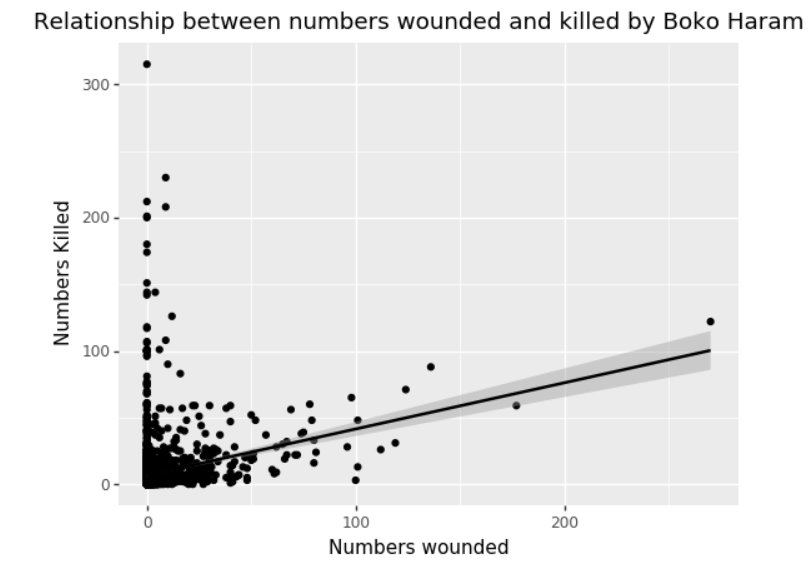 Relationship between numbers wounded and killed by Boko Haram
300
200
100
0
Numbers Killed
0 100 200
Numbers wounded